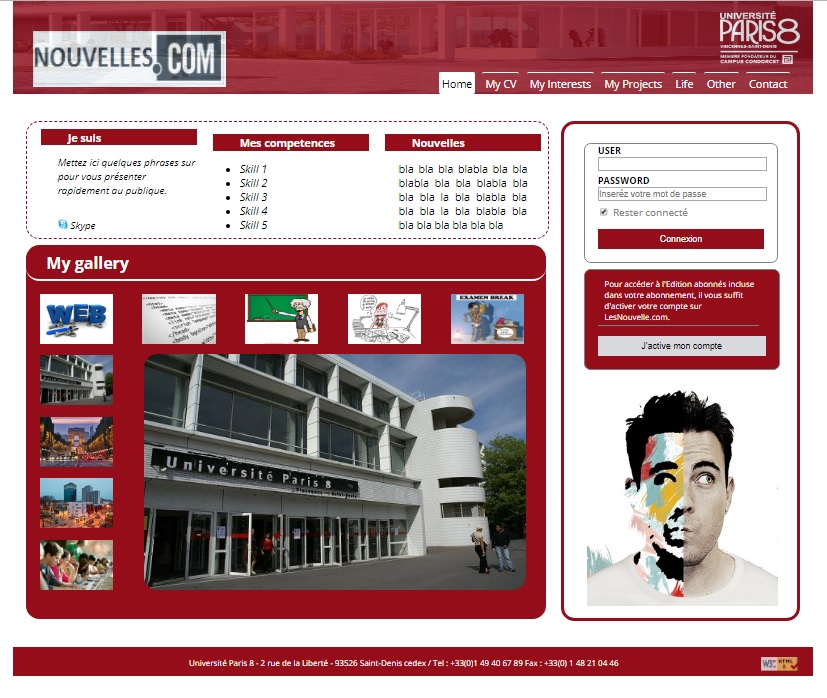 NOUVELLES.COM
UNIVERSITÉ
PARIS8
VINCENNES-SAINT-DENIS
MEMBRE FONDATEUR DU
CAMPUS CONDORCET
Home My CV My Interests My Projects Life Other Contact
Je suis
Mettez ici quelques phrases sur
pour vous présenter
rapidement au publique.
Skype
Mes competences
Skill 1
Skill 2
Skill 3
Skill 4
Skill 5
Nouvelles
bla bla bla blabla bla bla
blabla bla bla blabla bla
bla bla la bla blabla bla
bla bla la bla blabla bla
bla bla bla bla bla bla
USER
PASSWORD
Inseréz votre mot de passe
Rester connecté
Connexion
Pour accéder à l'Edition abonnés incluse
dans votre abonnement, il vous suffit
d'activer votre compte sur
LesNouvelle.com.
J'active mon compte
My gallery
WEB
EXAMEN BREAK
Université Paris 8
Vincennes - Saint-Denis
Université Paris 8 - 2 rue de la Liberté - 93526 Saint-Denis cedex / Tel : +33(0)1 49 40 67 89 Fax : +33(0) 1 48 21 04 46
W3C HTML